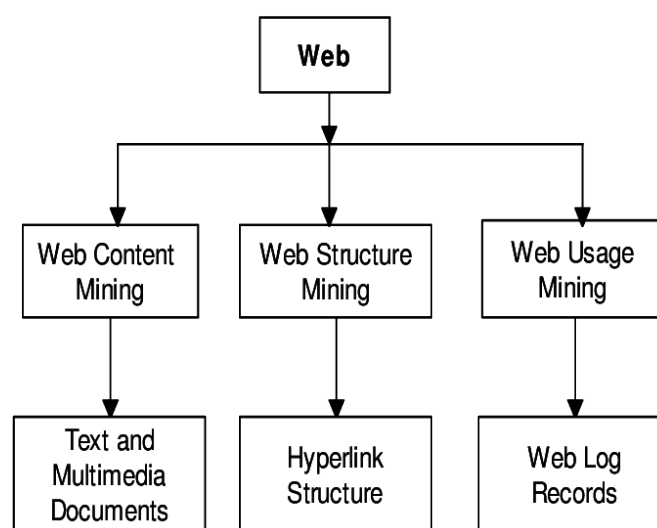 Web
Web Content
Mining
Web Structure
Mining
Web Usage
Mining
Text and
Multimedia
Documents
Hyperlink
Structure
Web Log
Records